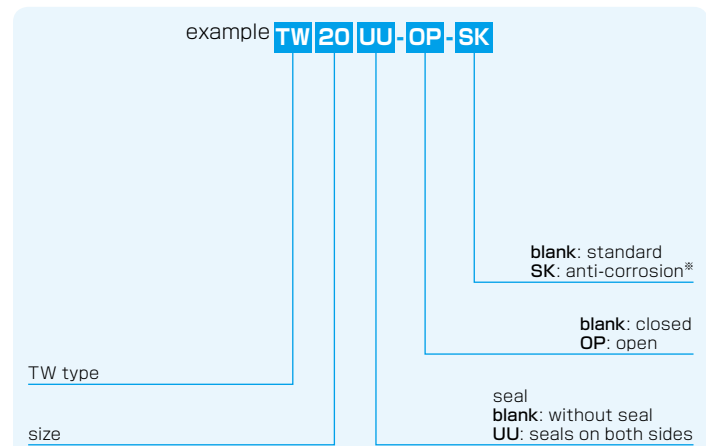 example TW 20 UU - OP - SK
blank: standard
SK: anti-corrosion※
blank: closed
OP: open
TW type
seal
blank: without seal
size
UU: seals on both sides